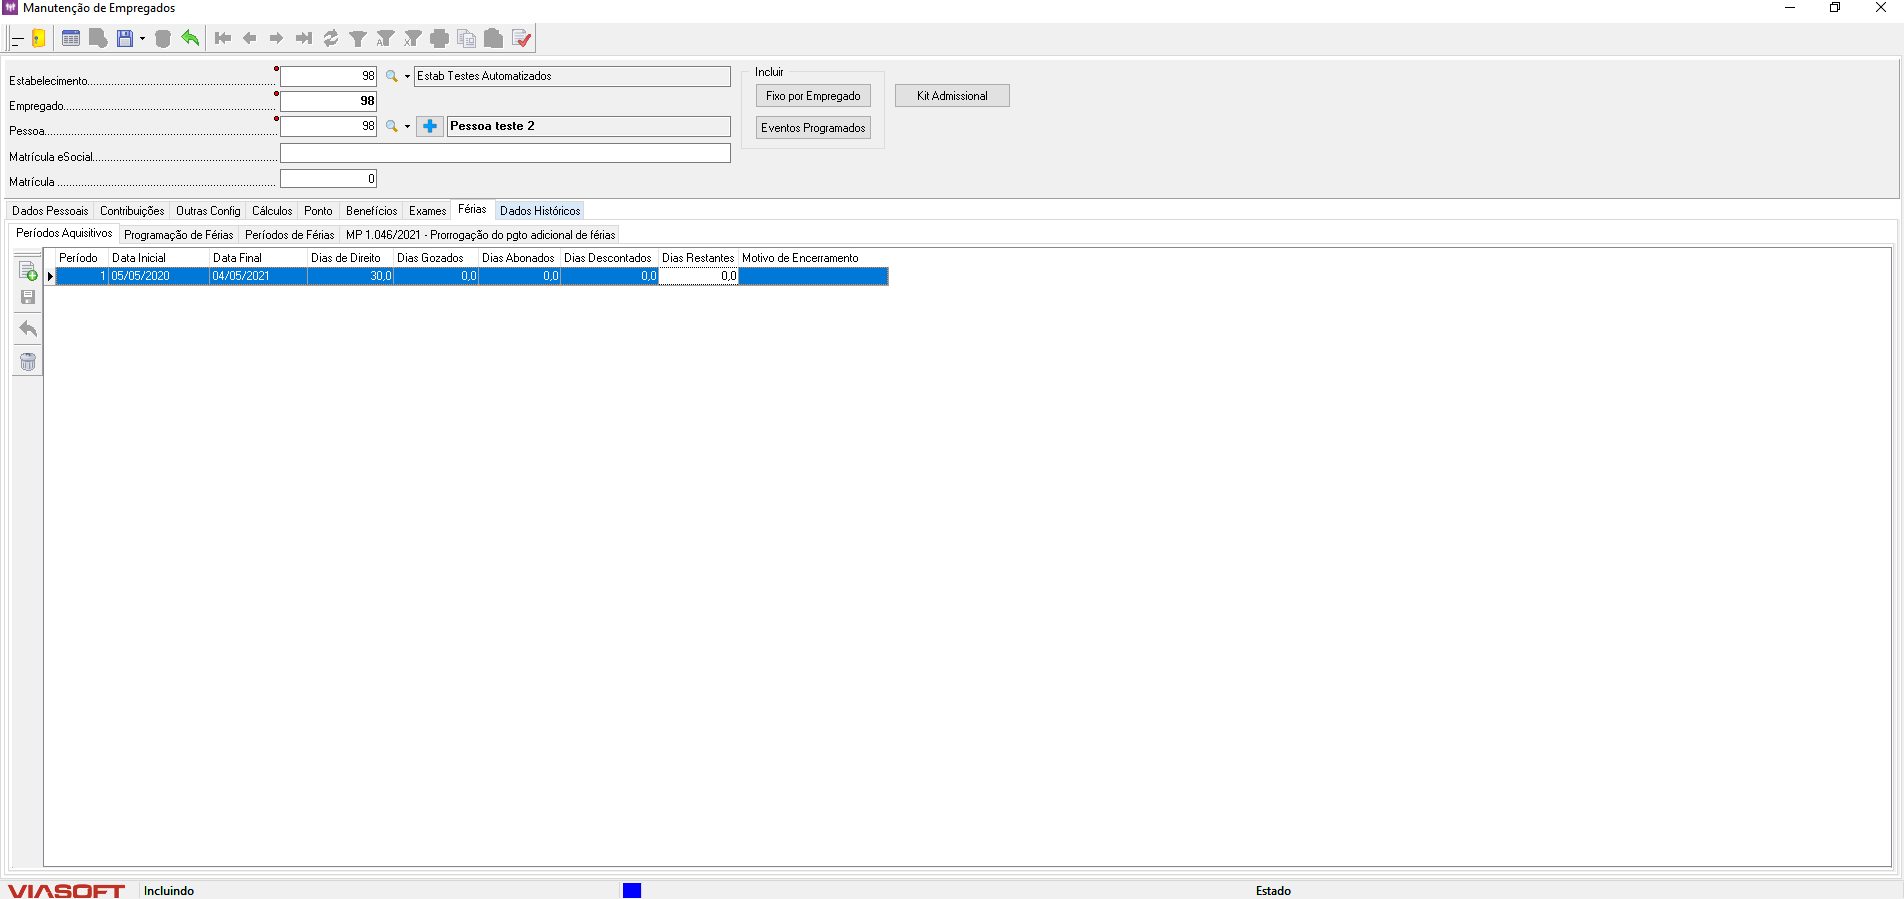 Manutenção de Empregados
Estabelecimento 98 Estab Testes Automatizados
Empregado 98
Pessoa 98 Pessoa teste 2
Matrícula eSocial
Matrícula 0
Incluir
Fixo por Empregado
Eventos Programados
Kit Admissional
Dados Pessoais Contribuições Outras Config Cálculos Ponto Benefícios Exames Férias Dados Históricos
Períodos Aquisitivos Programação de Férias Períodos de Férias MP 1.046/2021 - Prorrogação do pgto adicional de férias
Período Data Inicial Data Final Dias de Direito Dias Gozados Dias Abonados Dias Descontados Dias Restantes Motivo de Encerramento
1 05/05/2020 04/05/2021 30,0 0,0 0,0 0,0 0,0
VIASOFT Incluindo Estado